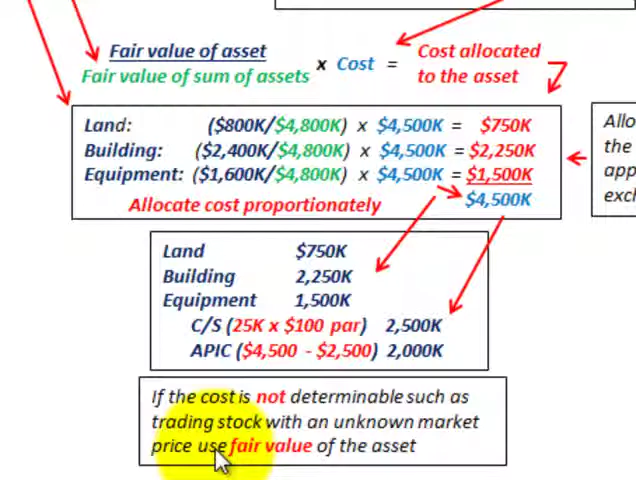 Fair value of asset
Fair value of sum of assets
x Cost =
Cost allocated
to the asset
Land: ($800K/$4,800K) x $4,500K = $750K
Building: ($2,400K/$4,800K) x $4,500K = $2,250K
Equipment: ($1,600K/$4,800K) x $4,500K = $1,500K
Allocate cost proportionately $4,500K
Allo
the
app
exc
Land $750K
Building 2,250K
Equipment 1,500K
C/S (25K x $100 par) 2,500K
APIC ($4,500 - $2,500) 2,000K
If the cost is not determinable such as
trading stock with an unknown market
price use fair value of the asset